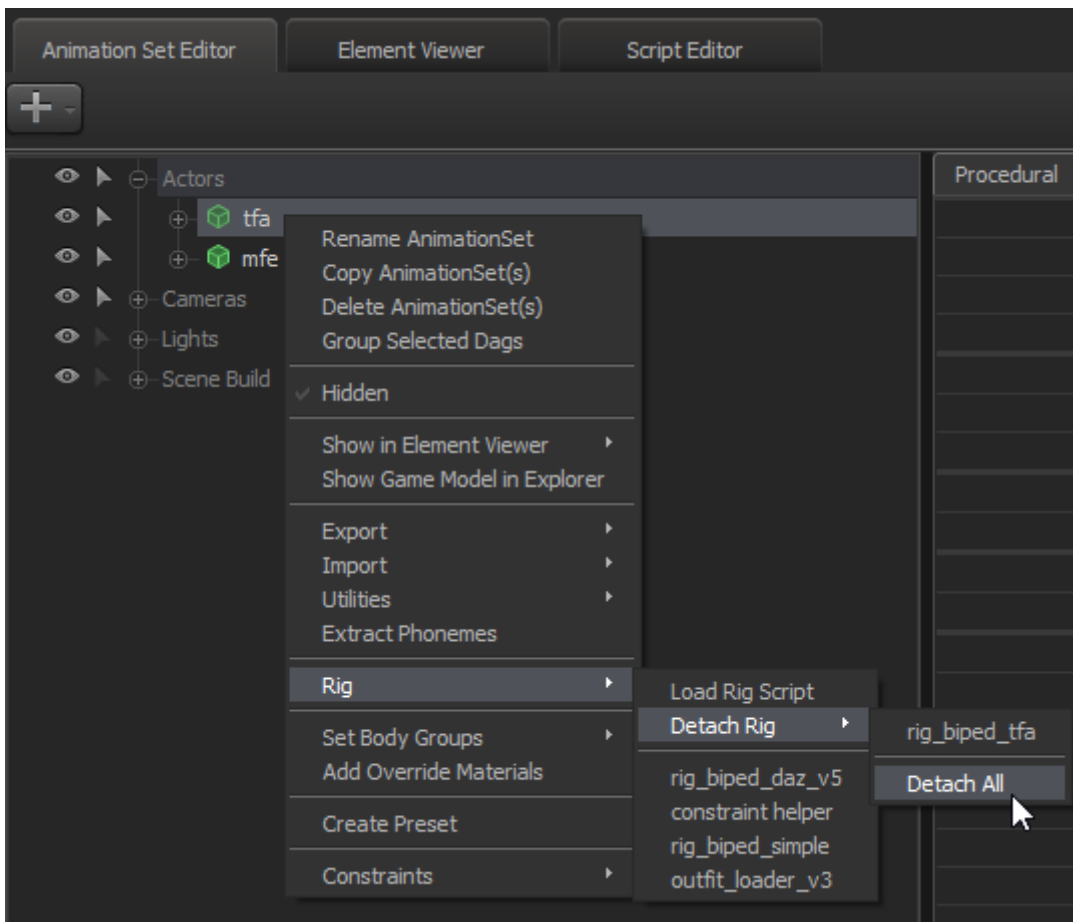 Animation Set Editor
Element Viewer
Script Editor
Procedural
Actors
tfa
mfe
Cameras
Lights
Scene Build
Rename AnimationSet
Copy AnimationSet(s)
Delete AnimationSet(s)
Group Selected Dags
Hidden
Show in Element Viewer
Show Game Model in Explorer
Export
Import
Utilities
Extract Phonemes
Rig
Set Body Groups
Add Override Materials
Create Preset
Constraints
Load Rig Script
Detach Rig
rig_biped_daz_v5
constraint helper
rig_biped_simple
outfit_loader_v3
rig_biped_tfa
Detach All